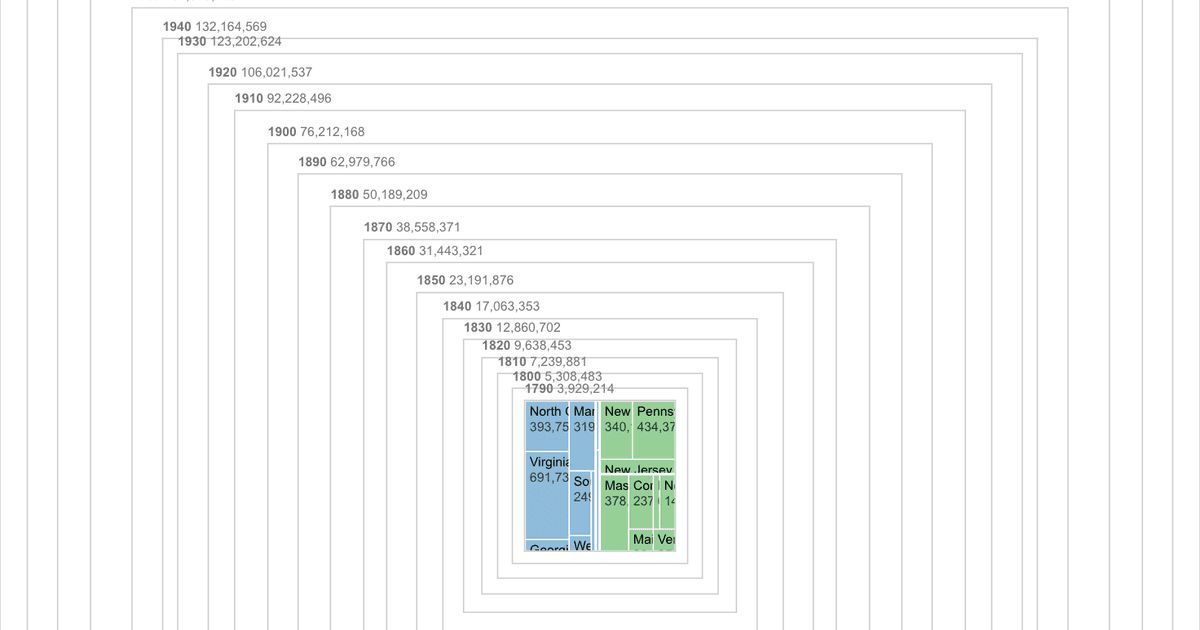 1940 132,164,569
1930 123,202,624
1920 106,021,537
1910 92,228,496
1900 76,212,168
1890 62,979,766
1880 50,189,209
1870 38,558,371
1860 31,443,321
1850 23,191,876
1840 17,063,353
1830 12,860,702
1820 9,638,453
1810 7,239,881
1800 5,308,483
1790 3,929,214
North
393,75
Mar
319
New
340,
Penns
434,37
Virginia
691,73
New Jersey
So
249
Mas
378
Con
237
N
14
We
Mai
Ver
Georgi